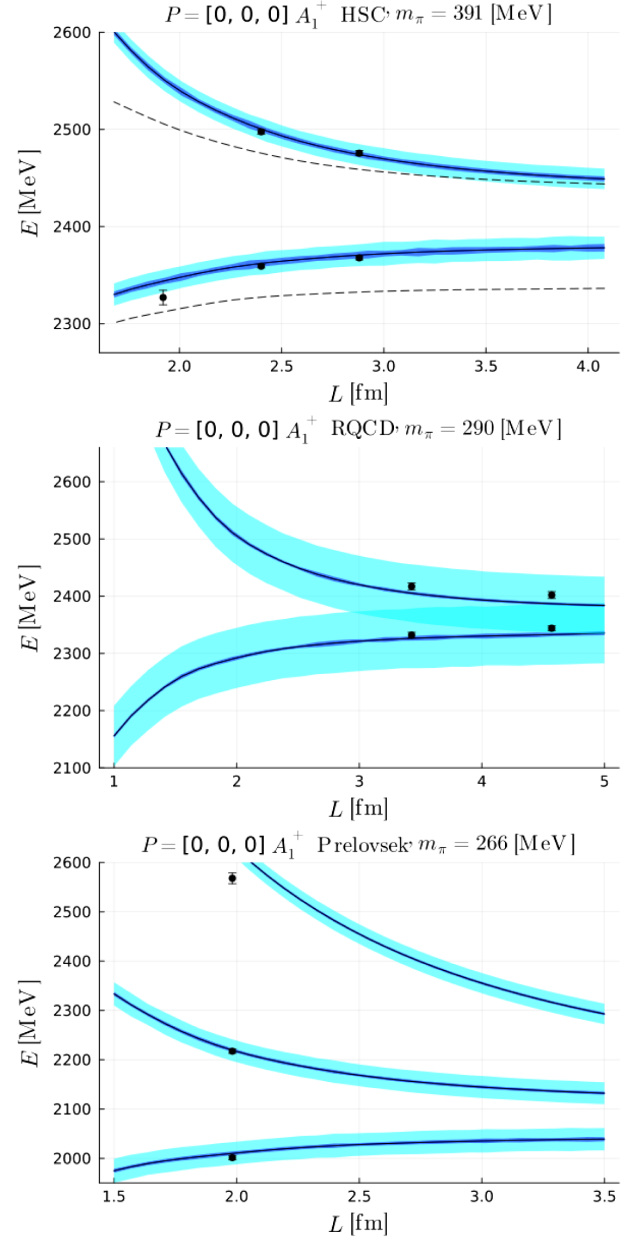 P = [0, 0, 0] A₁⁺ HSC, m_π = 391 [MeV]
2600
2500
2400
2300
E [MeV]
2.0 2.5 3.0 3.5 4.0
L [fm]
P = [0, 0, 0] A₁⁺ RQCD, m_π = 290 [MeV]
2600
2500
2400
2300
2200
2100
E [MeV]
1 2 3 4 5
L [fm]
P = [0, 0, 0] A₁⁺ Prelovsek, m_π = 266 [MeV]
2600
2500
2400
2300
2200
2100
2000
E [MeV]
1.5 2.0 2.5 3.0 3.5
L [fm]